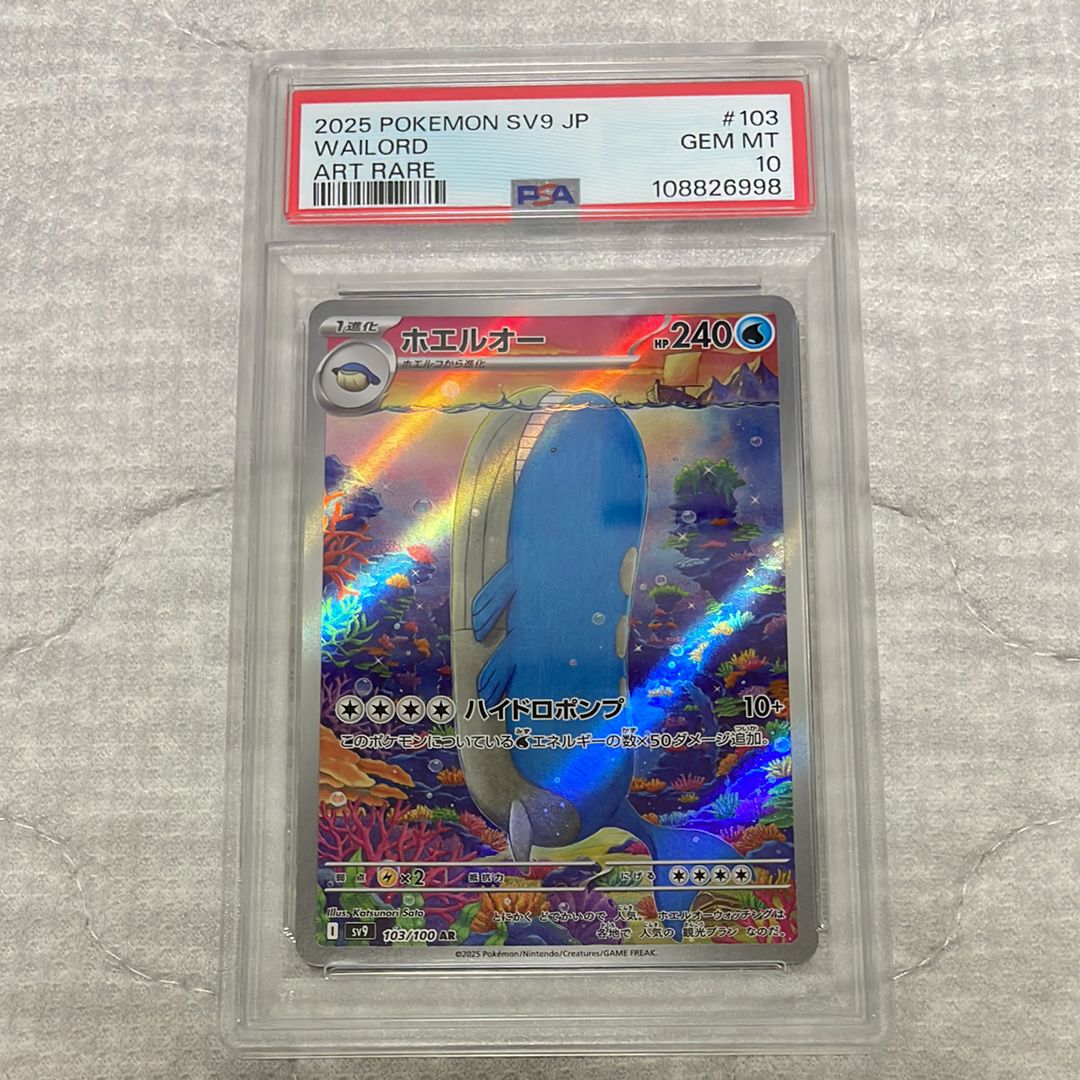 2025 POKEMON SV9 JP #103
WAILORD GEM MT
ART RARE 10
PSA 108826998
1進化 ホエルオー HP240
ホエルコから進化
ハイドロポンプ 10+
このポケモンについているエネルギーの数×50ダメージ追加。
弱点 ×2 抵抗力 にげる
Illus. Katsunori Sato
とにかく どでかいので 人気。 ホエルオーウォッチングは
I sv9 103/100 AR 各地で 人気の 観光プラン なのだ。
©2025 Pokémon/Nintendo/Creatures/GAME FREAK.